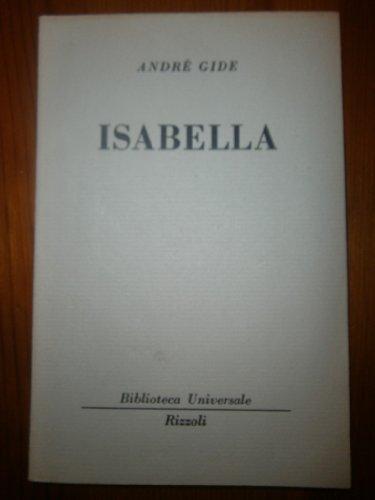 ANDRÉ GIDE
ISABELLA
Biblioteca Universale
Rizzoli